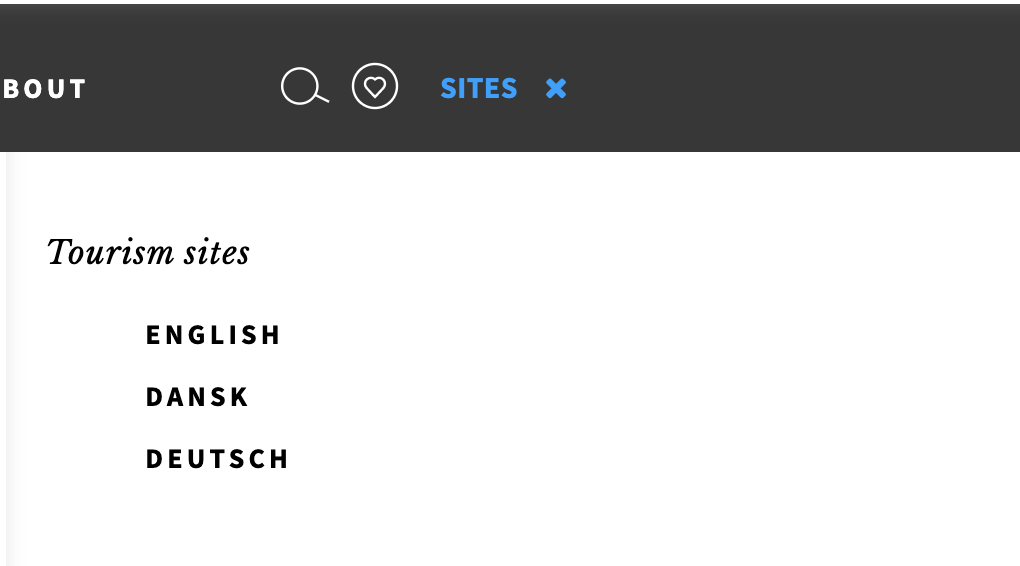 BOUT SITES
Tourism sites
ENGLISH
DANSK
DEUTSCH